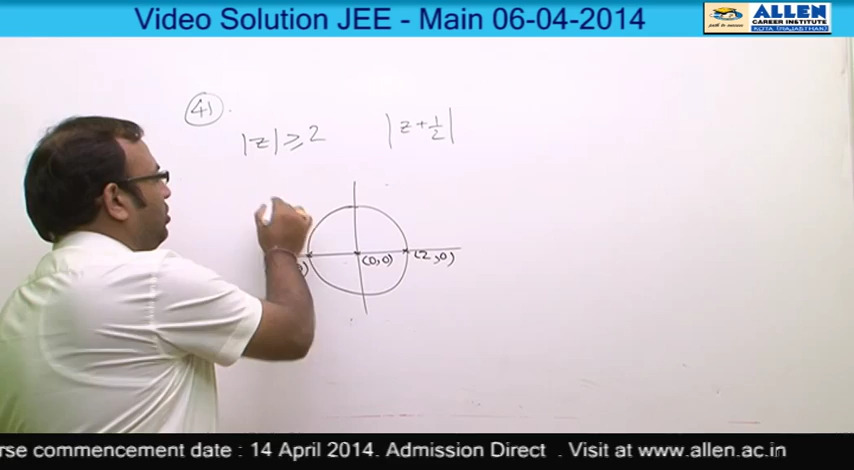 Video Solution JEE - Main 06-04-2014
ALLEN
CAREER INSTITUTE
KOTA (RAJASTHAN)
41
|z| ≥ 2 |z + 1/2|
0) (0,0) (2,0)
rse commencement date : 14 April 2014. Admission Direct . Visit at www.allen.ac.in